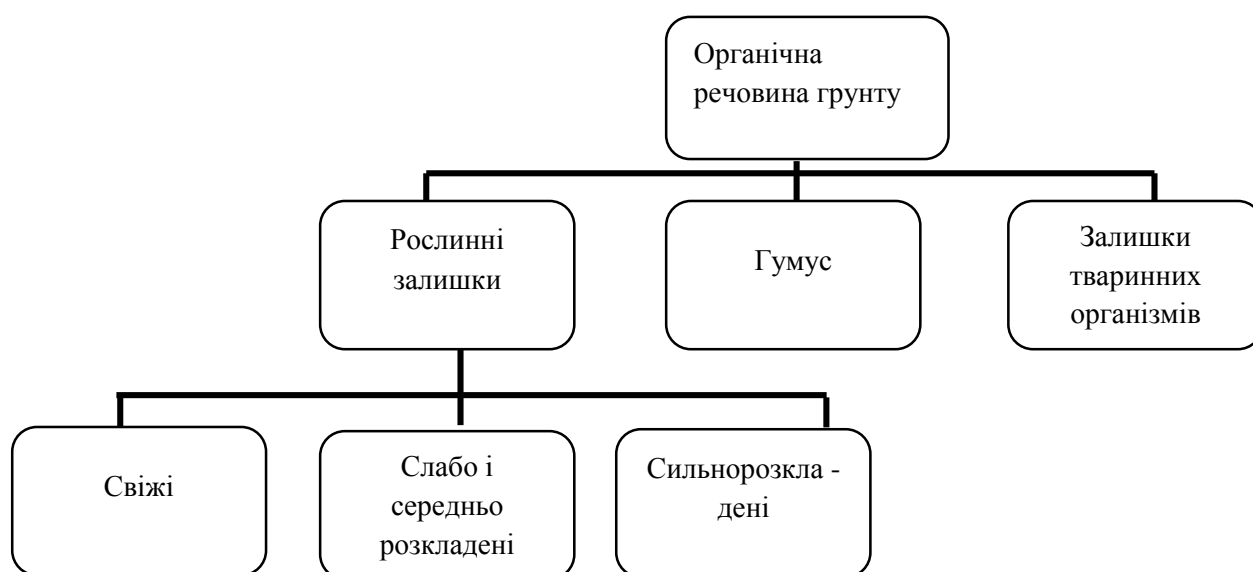 Органічна
речовина грунту
Рослинні
залишки
Гумус
Залишки
тваринних
організмів
Свіжі
Слабо і
середньо
розкладені
Сильнорозкла -
дені